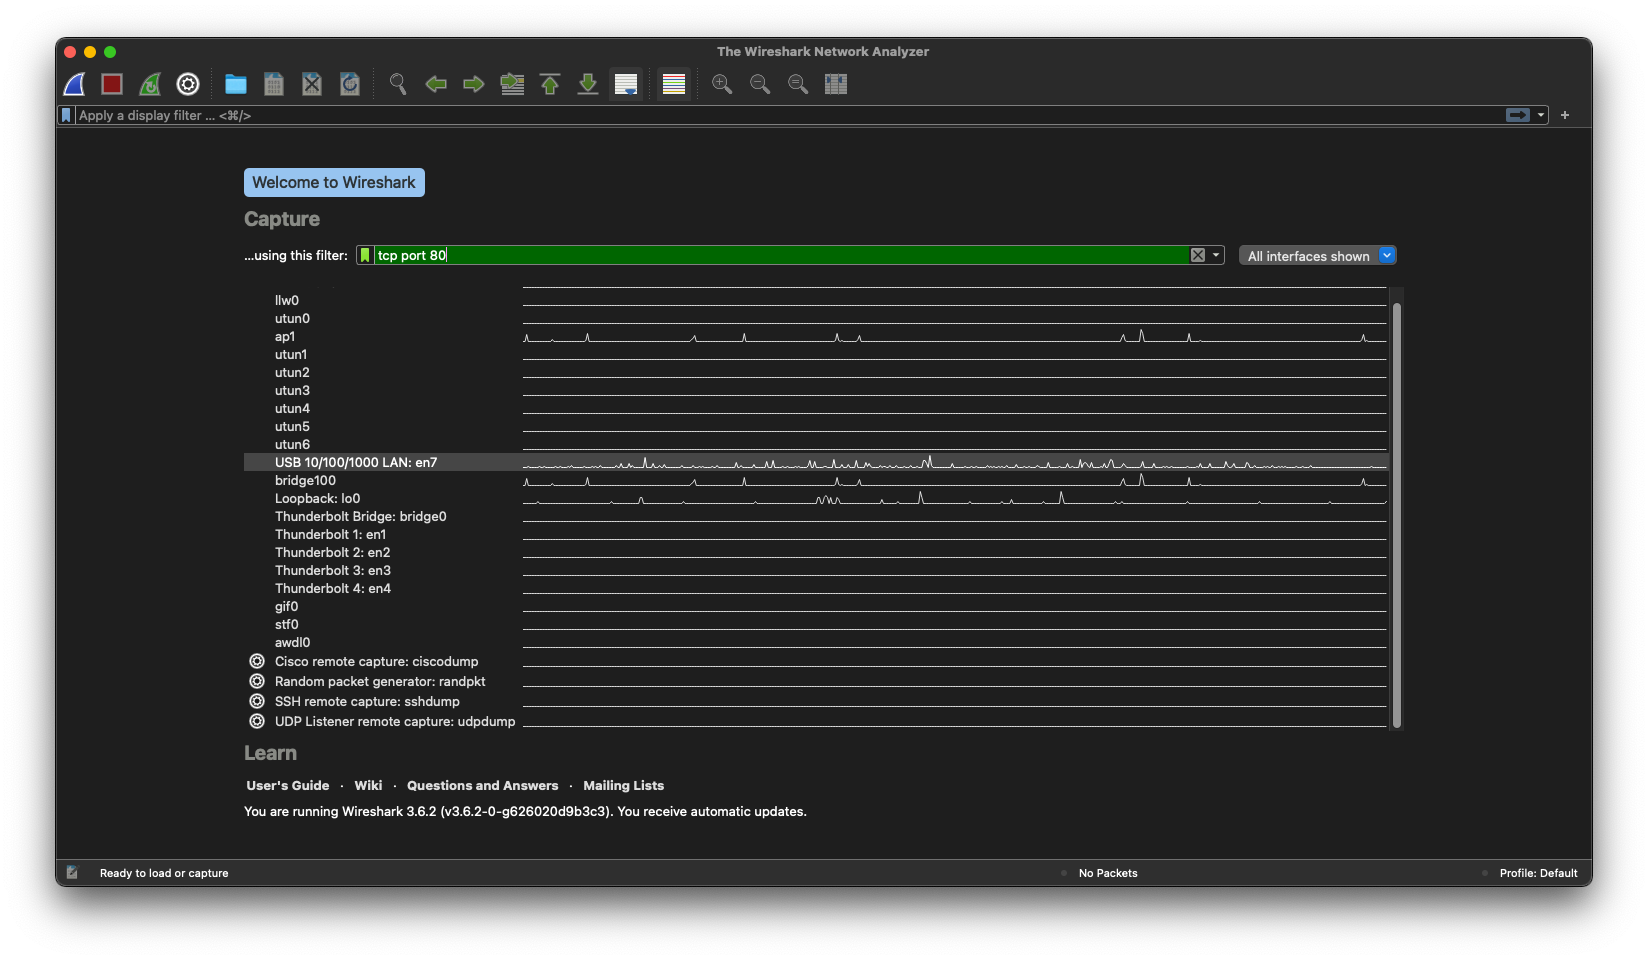 The Wireshark Network Analyzer
Apply a display filter ... <⌘/>
+
Welcome to Wireshark
Capture
...using this filter: tcp port 80 All interfaces shown
llw0
utun0
ap1
utun1
utun2
utun3
utun4
utun5
utun6
USB 10/100/1000 LAN: en7
bridge100
Loopback: lo0
Thunderbolt Bridge: bridge0
Thunderbolt 1: en1
Thunderbolt 2: en2
Thunderbolt 3: en3
Thunderbolt 4: en4
gif0
stf0
awdl0
Cisco remote capture: ciscodump
Random packet generator: randpkt
SSH remote capture: sshdump
UDP Listener remote capture: udpdump
Learn
User's Guide · Wiki · Questions and Answers · Mailing Lists
You are running Wireshark 3.6.2 (v3.6.2-0-g626020d9b3c3). You receive automatic updates.
Ready to load or capture No Packets Profile: Default